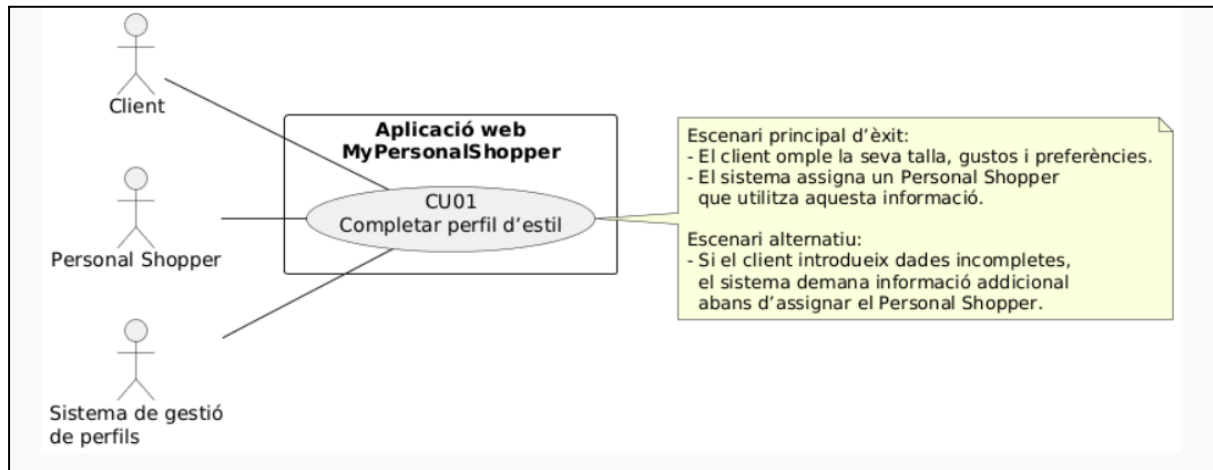 Client
Personal Shopper
Sistema de gestió
de perfils
Aplicació web
MyPersonalShopper
CU01
Completar perfil d’estil
Escenari principal d’èxit:
- El client omple la seva talla, gustos i preferències.
- El sistema assigna un Personal Shopper
que utilitza aquesta informació.
Escenari alternatiu:
- Si el client introdueix dades incompletes,
el sistema demana informació addicional
abans d’assignar el Personal Shopper.